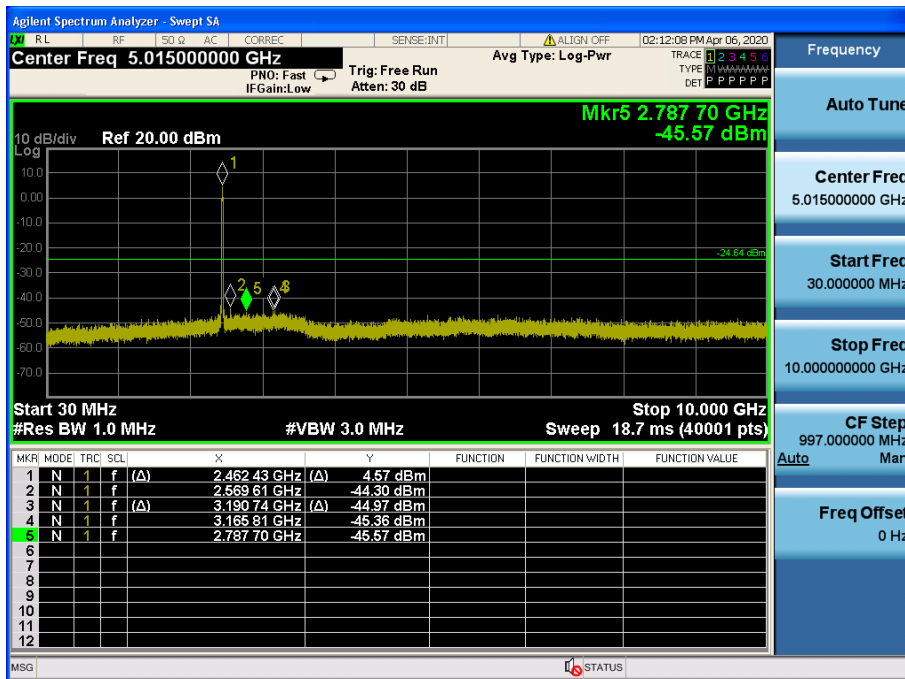 Agilent Spectrum Analyzer - Swept SA
LXI RL RF 50 Ω AC CORREC SENSE:INT ALIGN OFF 02:12:08 PM Apr 06, 2020
Center Freq 5.015000000 GHz
PNO: Fast
IFGain:Low
Trig: Free Run
Atten: 30 dB
Avg Type: Log-Pwr
TRACE 1 2 3 4 5 6
TYPE M WWWWW
DET P P P P P P
Mkr5 2.787 70 GHz
-45.57 dBm
10 dB/div Ref 20.00 dBm
Log
10.0
0.00
-10.0
-20.0
-30.0
-40.0
-50.0
-60.0
-70.0
1
2 5
-24.64 dBm
Start 30 MHz Stop 10.000 GHz
#Res BW 1.0 MHz #VBW 3.0 MHz Sweep 18.7 ms (40001 pts)
MKR MODE TRC SCL X Y FUNCTION FUNCTION WIDTH FUNCTION VALUE
1 N 1 f (Δ) 2.462 43 GHz (Δ) 4.57 dBm
2 N 1 f 2.569 61 GHz -44.30 dBm
3 N 1 f (Δ) 3.190 74 GHz (Δ) -44.97 dBm
4 N 1 f 3.165 81 GHz -45.36 dBm
5 N 1 f 2.787 70 GHz -45.57 dBm
6
7
8
9
10
11
12
MSG STATUS
Frequency
Auto Tune
Center Freq
5.015000000 GHz
Start Freq
30.000000 MHz
Stop Freq
10.000000000 GHz
CF Step
997.000000 MHz
Auto Man
Freq Offset
0 Hz